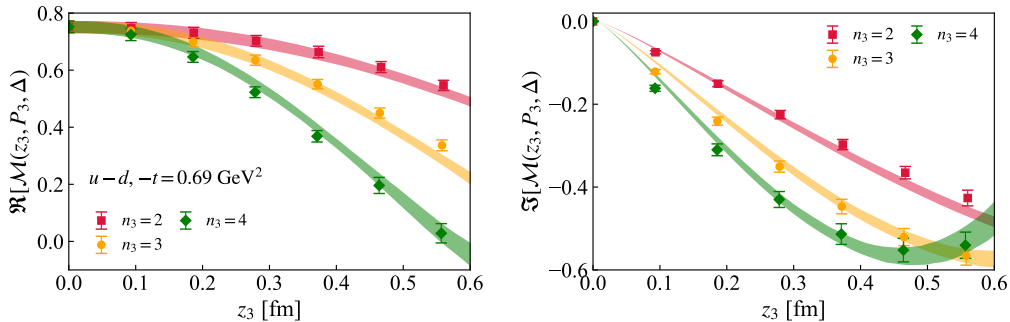 ℜ[ℳ(z₃, P₃, Δ)]
0.8
0.6
0.4
0.2
0.0
u − d, −t = 0.69 GeV²
n₃ = 2
n₃ = 4
n₃ = 3
0.0 0.1 0.2 0.3 0.4 0.5 0.6
z₃ [fm]
ℑ[ℳ(z₃, P₃, Δ)]
0.0
−0.2
−0.4
−0.6
n₃ = 2
n₃ = 4
n₃ = 3
0.0 0.1 0.2 0.3 0.4 0.5 0.6
z₃ [fm]